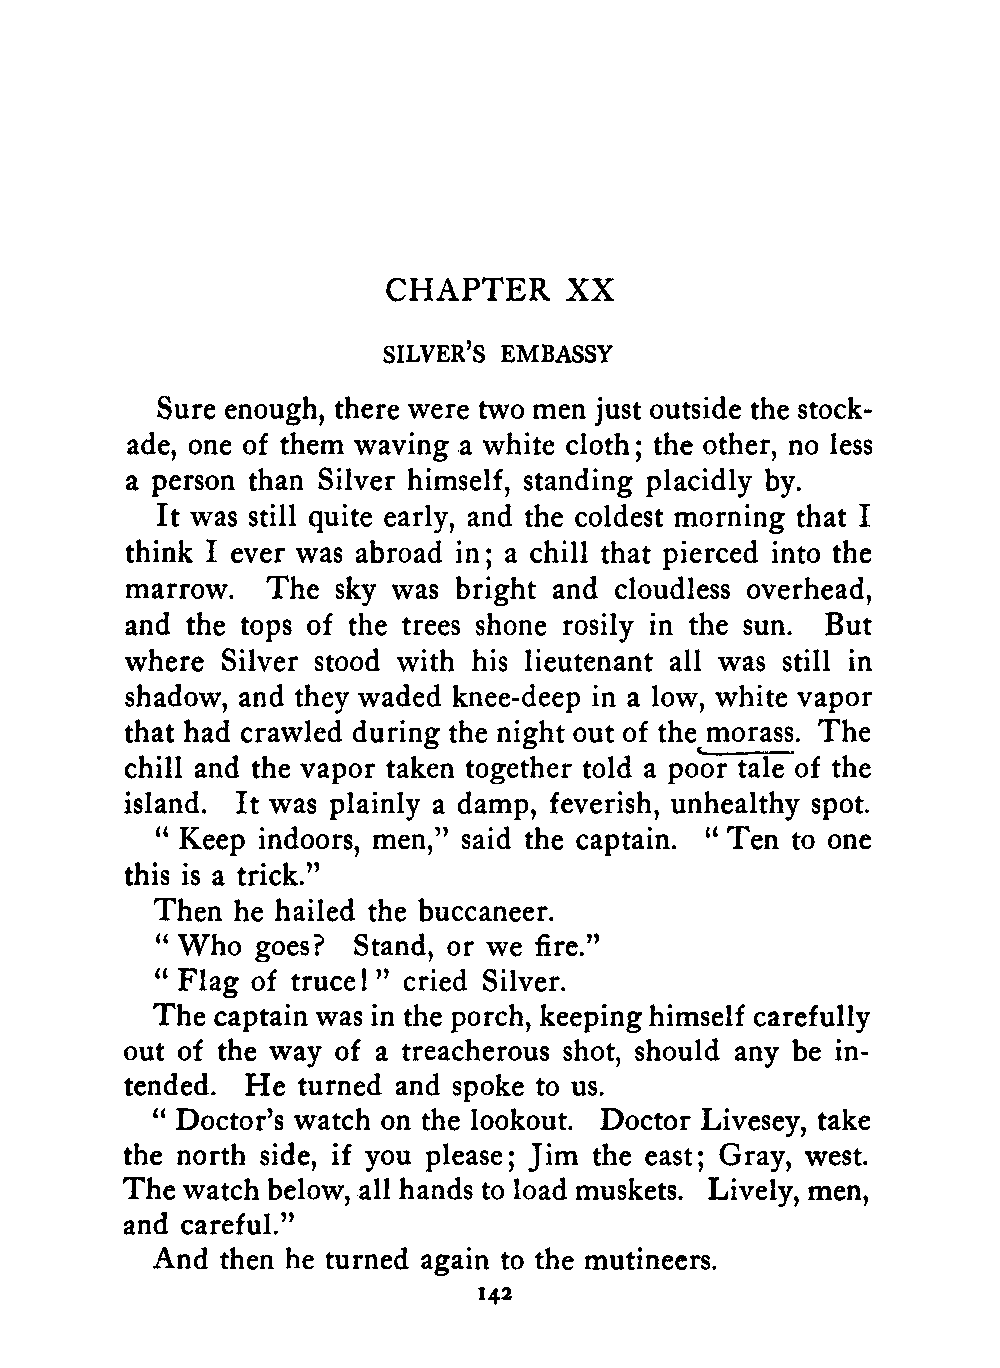 CHAPTER XX
SILVER'S EMBASSY
Sure enough, there were two men just outside the stock-
ade, one of them waving a white cloth; the other, no less
a person than Silver himself, standing placidly by.
It was still quite early, and the coldest morning that I
think I ever was abroad in; a chill that pierced into the
marrow. The sky was bright and cloudless overhead,
and the tops of the trees shone rosily in the sun. But
where Silver stood with his lieutenant all was still in
shadow, and they waded knee-deep in a low, white vapor
that had crawled during the night out of the morass. The
chill and the vapor taken together told a poor tale of the
island. It was plainly a damp, feverish, unhealthy spot.
" Keep indoors, men," said the captain. " Ten to one
this is a trick."
Then he hailed the buccaneer.
" Who goes? Stand, or we fire."
" Flag of truce!" cried Silver.
The captain was in the porch, keeping himself carefully
out of the way of a treacherous shot, should any be in-
tended. He turned and spoke to us.
" Doctor's watch on the lookout. Doctor Livesey, take
the north side, if you please; Jim the east; Gray, west.
The watch below, all hands to load muskets. Lively, men,
and careful."
And then he turned again to the mutineers.
142